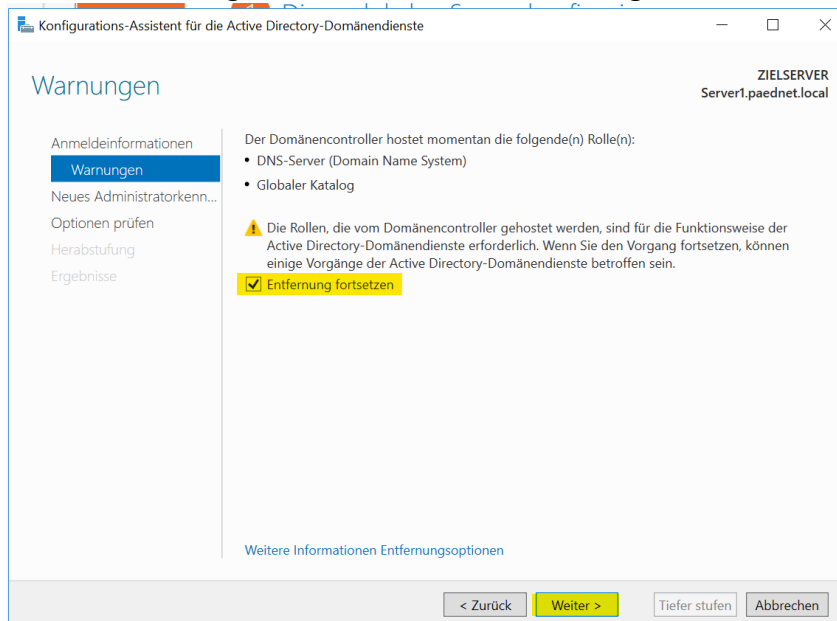 Konfigurations-Assistent für die Active Directory-Domänendienste
Warnungen
ZIELSERVER
Server1.paednet.local
Anmeldeinformationen
Warnungen
Neues Administratorkenn...
Optionen prüfen
Herabstufung
Ergebnisse
Der Domänencontroller hostet momentan die folgende(n) Rolle(n):
• DNS-Server (Domain Name System)
• Globaler Katalog
Die Rollen, die vom Domänencontroller gehostet werden, sind für die Funktionsweise der
Active Directory-Domänendienste erforderlich. Wenn Sie den Vorgang fortsetzen, können
einige Vorgänge der Active Directory-Domänendienste betroffen sein.
Entfernung fortsetzen
Weitere Informationen Entfernungsoptionen
< Zurück
Weiter >
Tiefer stufen
Abbrechen